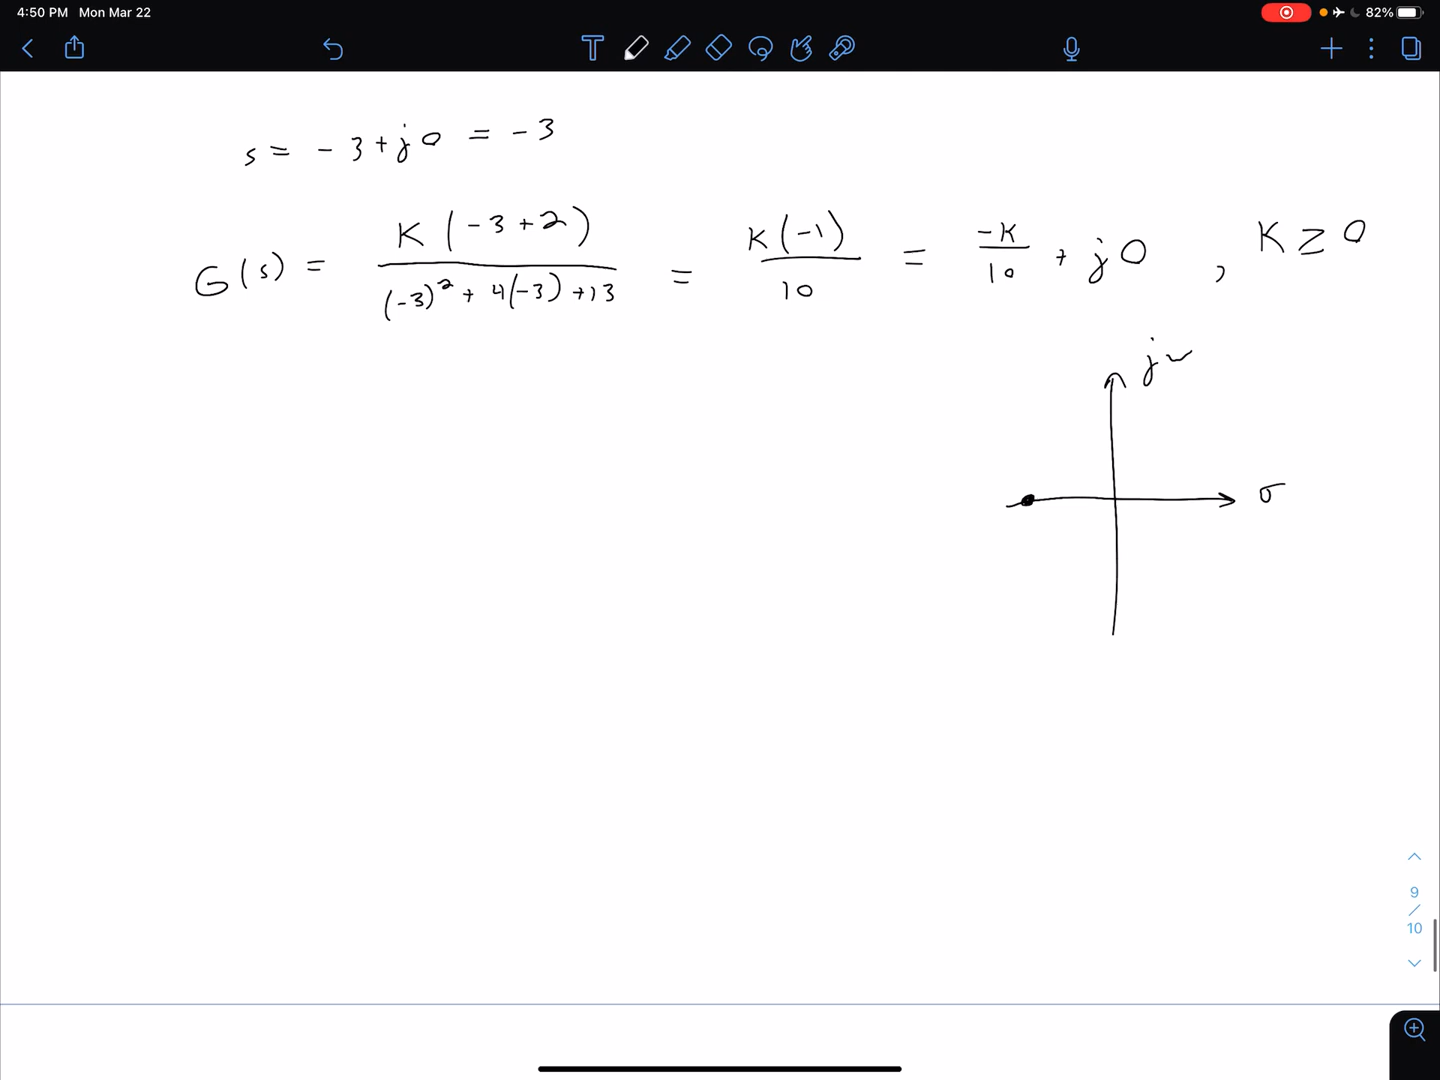 4:50 PM Mon Mar 22
82%
s = -3 + j0 = -3
G(s) = K(-3+2) / ((-3)² + 4(-3) + 13) = K(-1) / 10 = -K / 10 + j0 , K ≥ 0
jω
σ
9
/
10